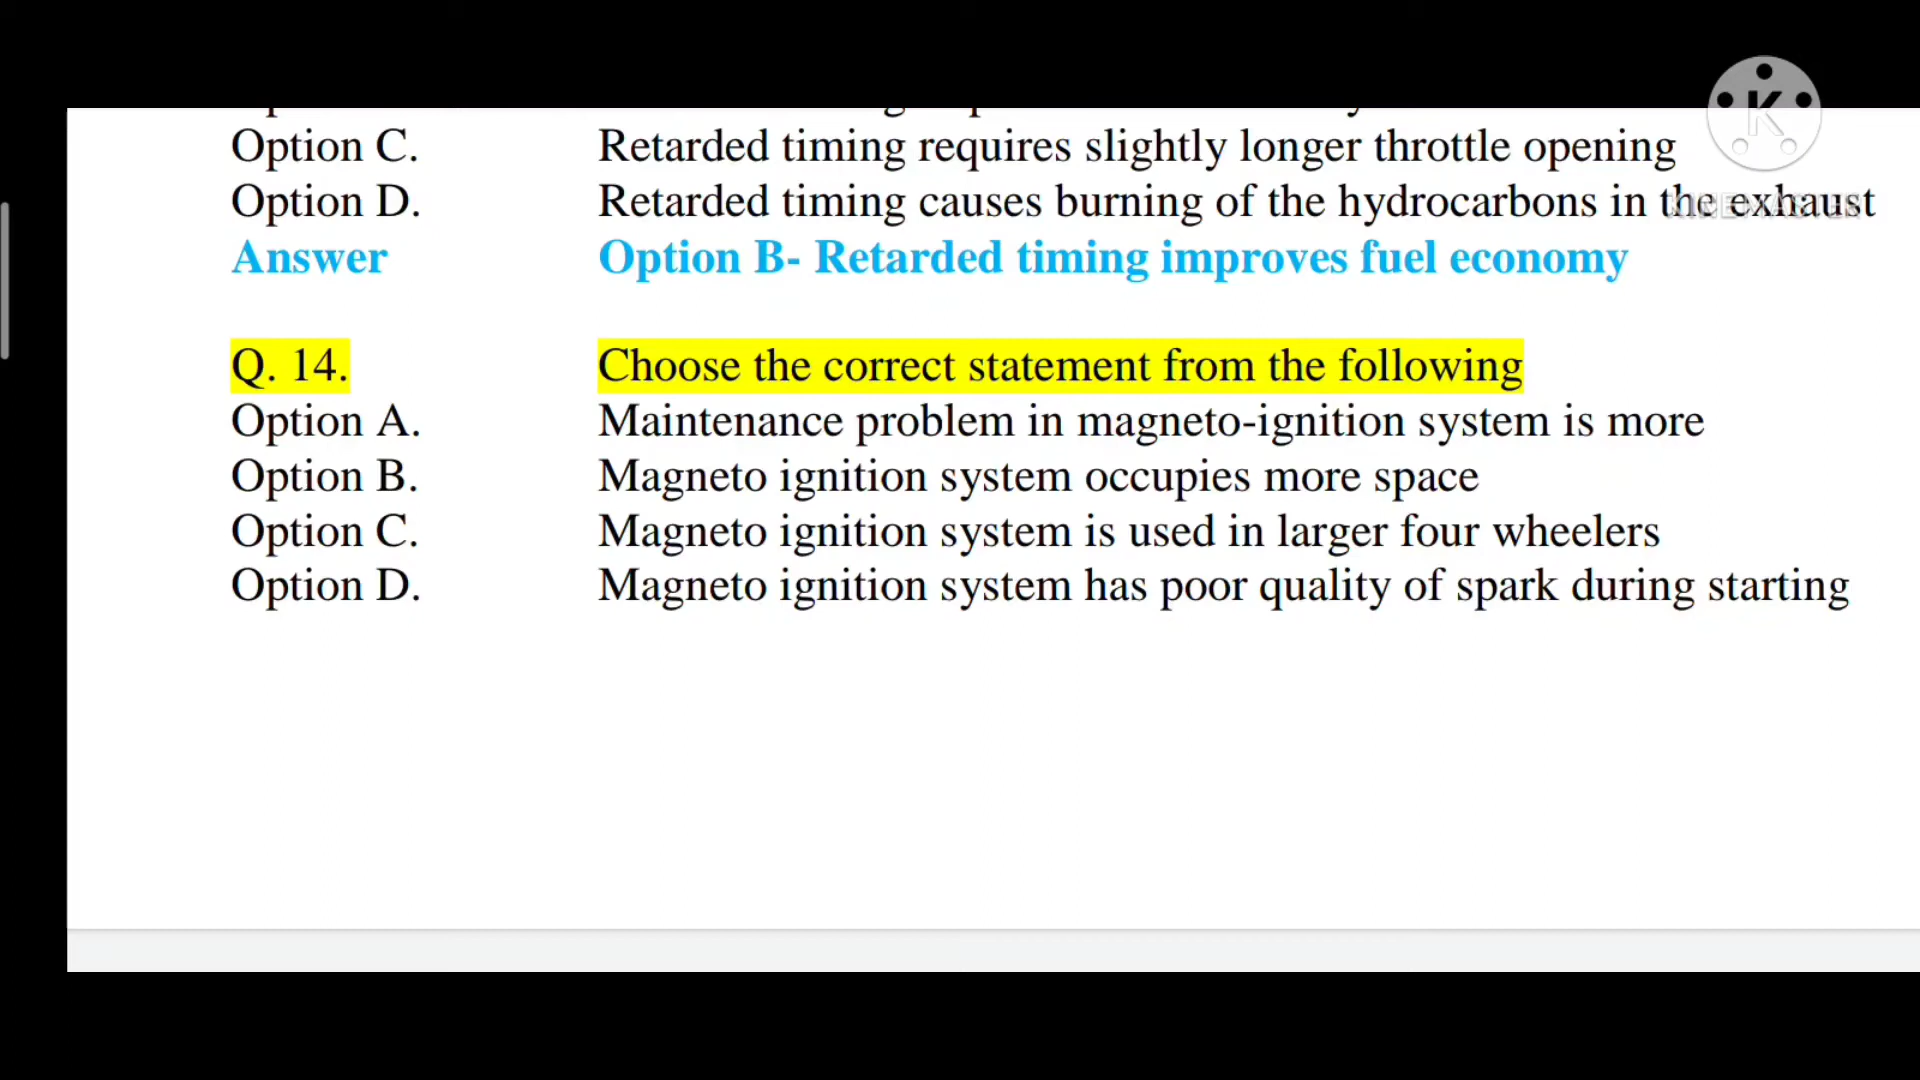 Option C. Retarded timing requires slightly longer throttle opening
Option D. Retarded timing causes burning of the hydrocarbons in the exhaust
KINEMASTER
Answer Option B- Retarded timing improves fuel economy
Q. 14. Choose the correct statement from the following
Option A. Maintenance problem in magneto-ignition system is more
Option B. Magneto ignition system occupies more space
Option C. Magneto ignition system is used in larger four wheelers
Option D. Magneto ignition system has poor quality of spark during starting